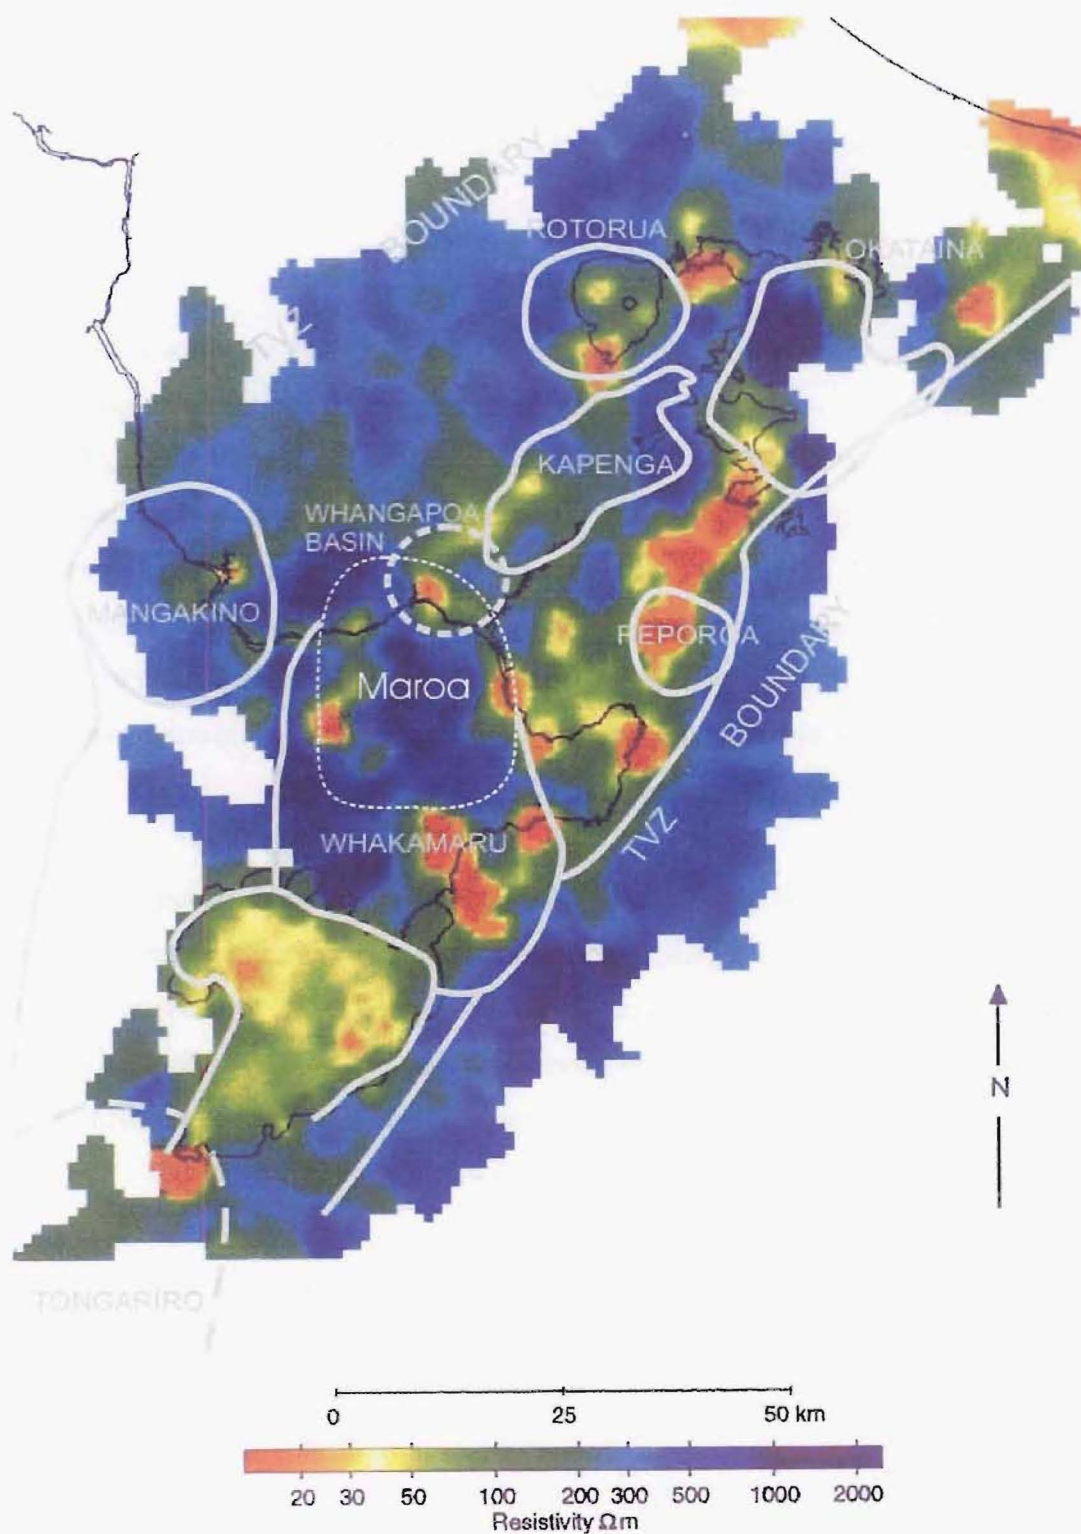 BOUNDARY
ROTORUA
OKATAINA
TVZ
KAPENGA
WHANGAPOA
BASIN
MANGAKINO
REPOROA
Maroa
BOUNDARY
TVZ
WHAKAMARU
N
TONGARIRO
0 25 50 km
20 30 50 100 200 300 500 1000 2000
Resistivity Ωm